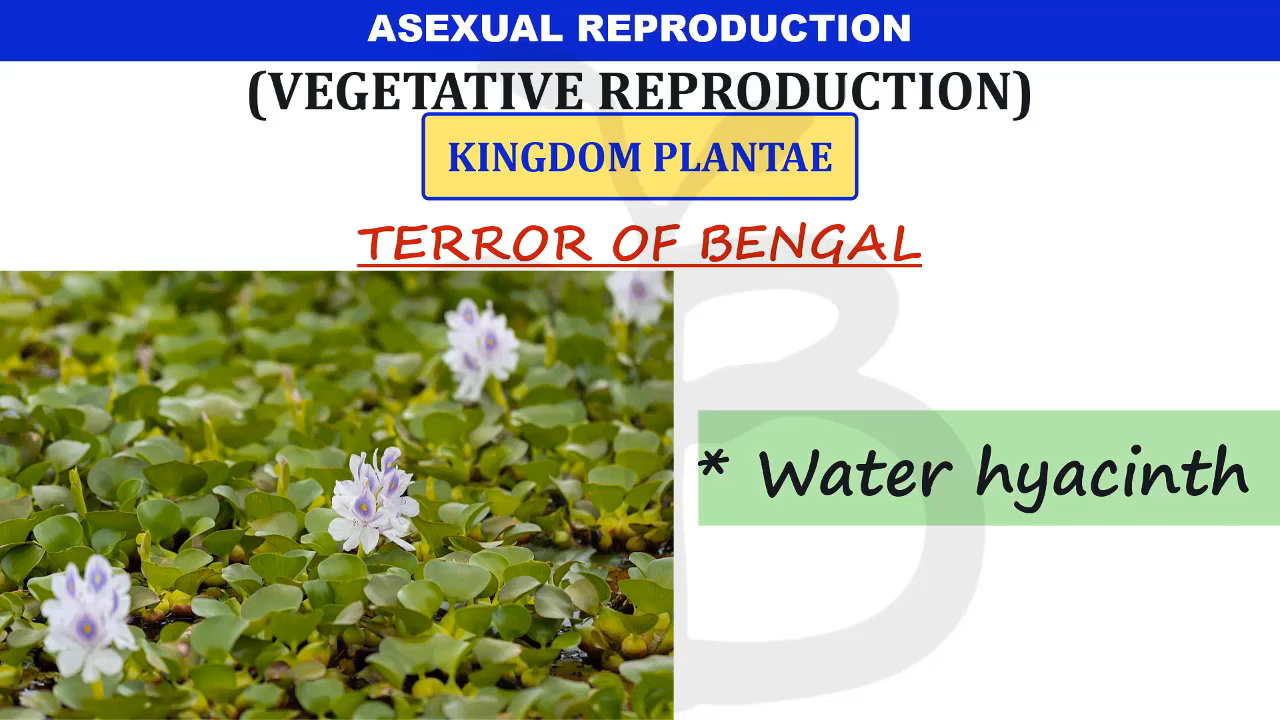 ASEXUAL REPRODUCTION
(VEGETATIVE REPRODUCTION)
KINGDOM PLANTAE
TERROR OF BENGAL
* Water hyacinth